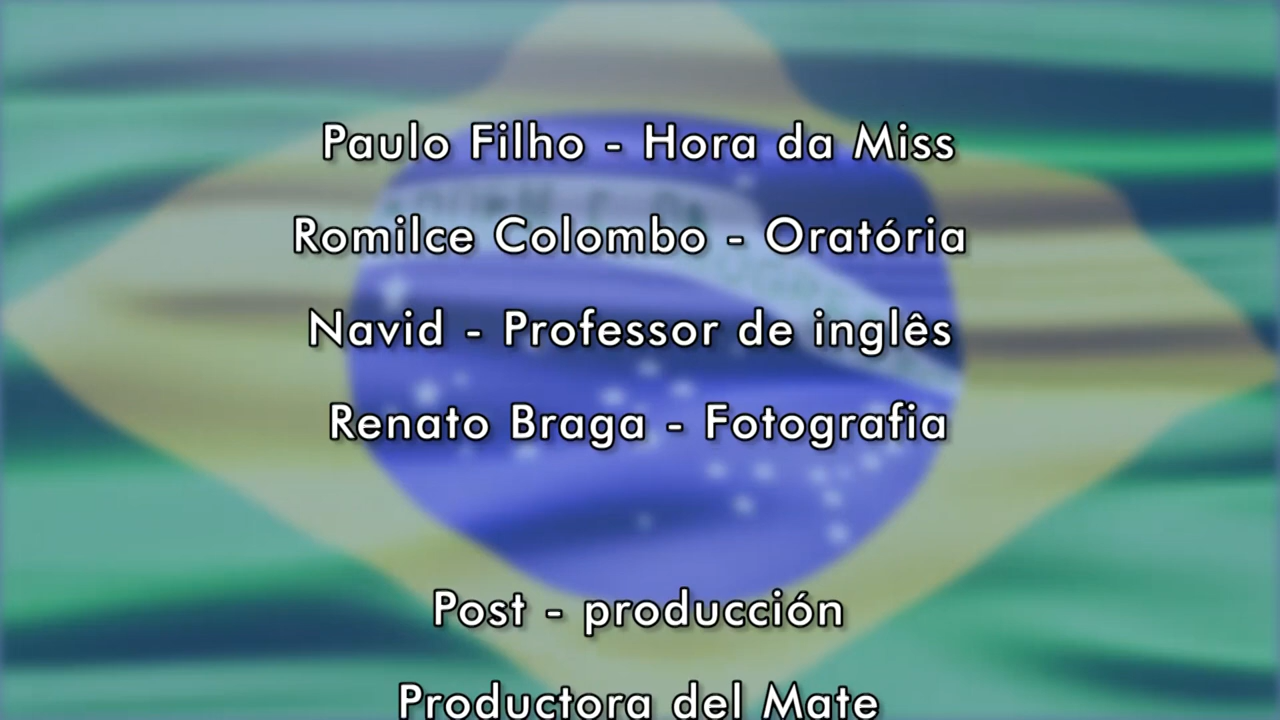 Paulo Filho - Hora da Miss
Romilce Colombo - Oratória
Navid - Professor de inglês
Renato Braga - Fotografia
Post - producción
Productora del Mate